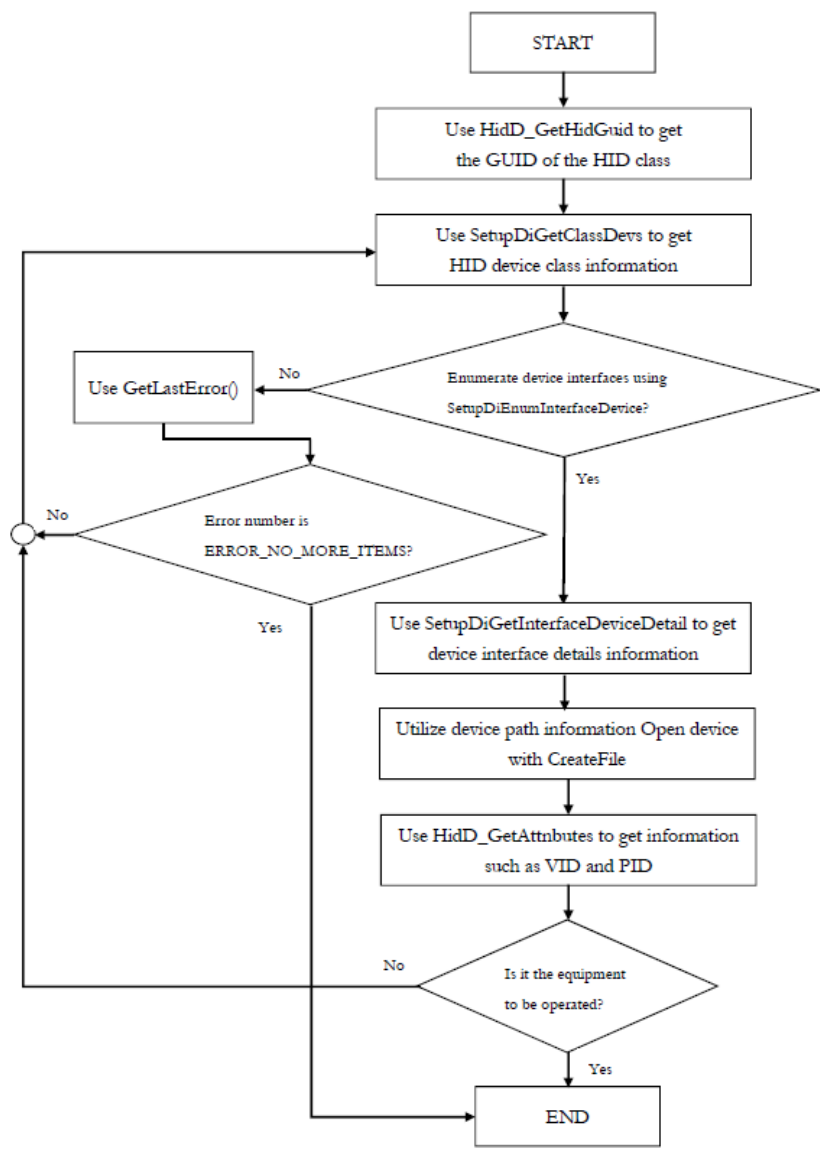 START
Use HidD_GetHidGuid to get
the GUID of the HID class
Use SetupDiGetClassDevs to get
HID device class information
Enumerate device interfaces using
SetupDiEnumInterfaceDevice?
No
Use GetLastError()
Yes
Error number is
ERROR_NO_MORE_ITEMS?
No
Yes
Use SetupDiGetInterfaceDeviceDetail to get
device interface details information
Utilize device path information Open device
with CreateFile
Use HidD_GetAttnbutes to get information
such as VID and PID
Is it the equipment
to be operated?
No
Yes
END